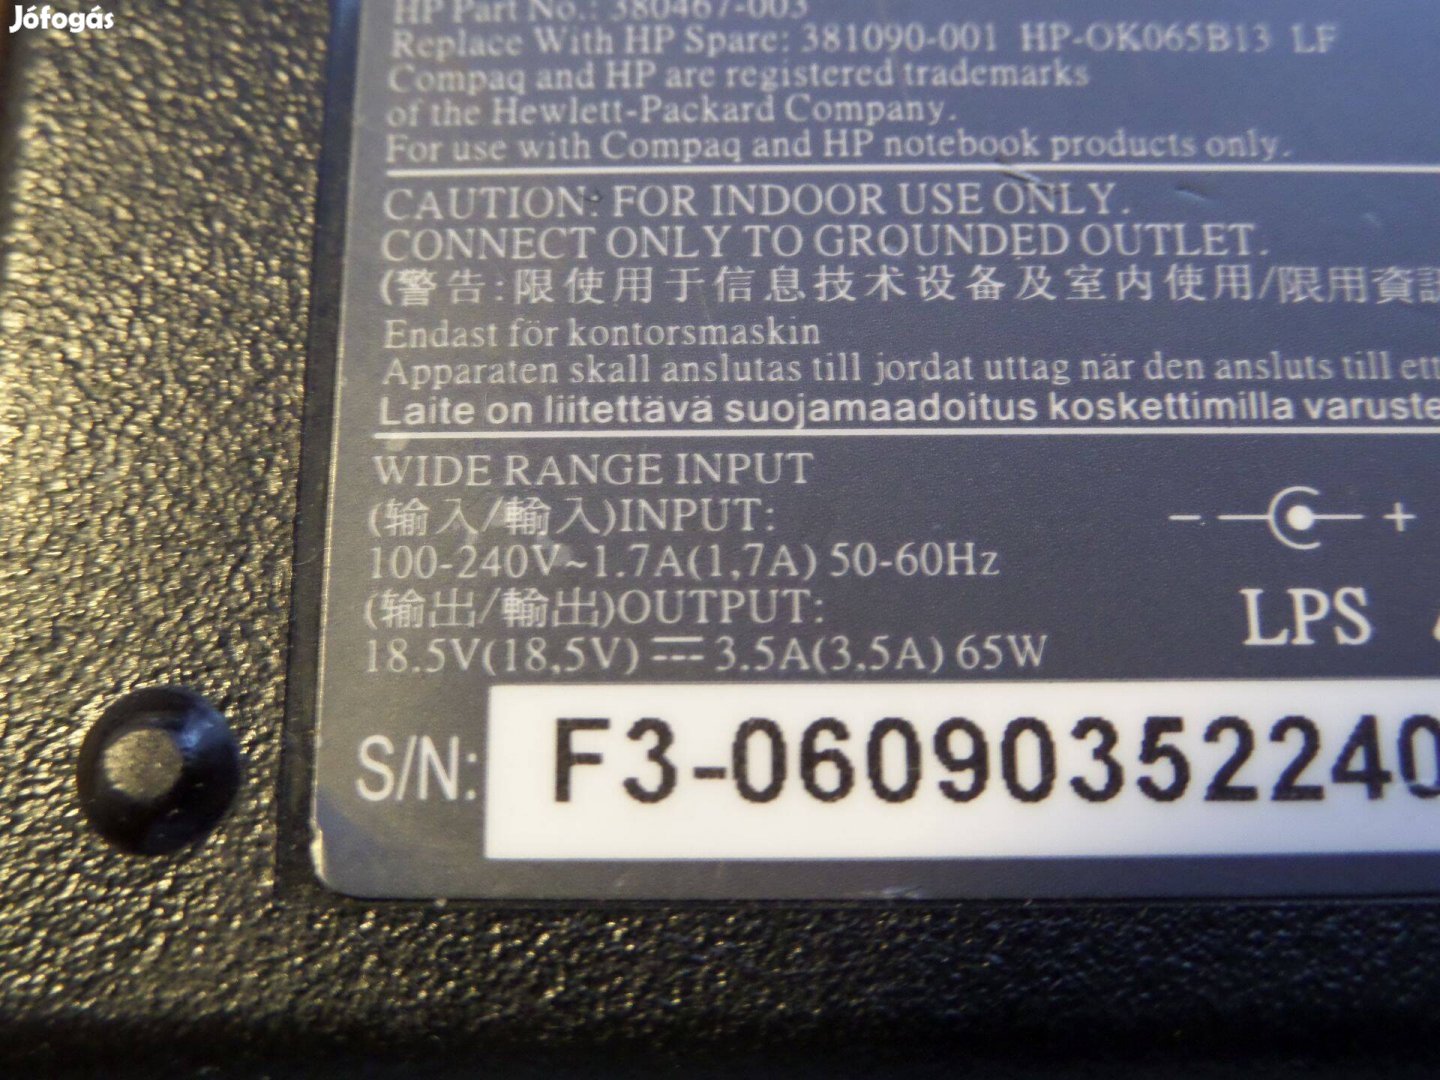 Jófogás
HP Part No.: 380467-003
Replace With HP Spare: 381090-001 HP-OK065B13 LF
Compaq and HP are registered trademarks
of the Hewlett-Packard Company.
For use with Compaq and HP notebook products only.
CAUTION: FOR INDOOR USE ONLY.
CONNECT ONLY TO GROUNDED OUTLET.
(警告:限使用于信息技术设备及室内使用/限用資訊
Endast för kontorsmaskin
Apparaten skall anslutas till jordat uttag när den ansluts till ett
Laite on liitettävä suojamaadoitus koskettimilla varuste
WIDE RANGE INPUT
(输入/輸入)INPUT:
100-240V~1.7A(1,7A) 50-60Hz
(输出/輸出)OUTPUT:
18.5V(18,5V) ⎓ 3.5A(3,5A) 65W
- +
LPS
S/N: F3-06090352240